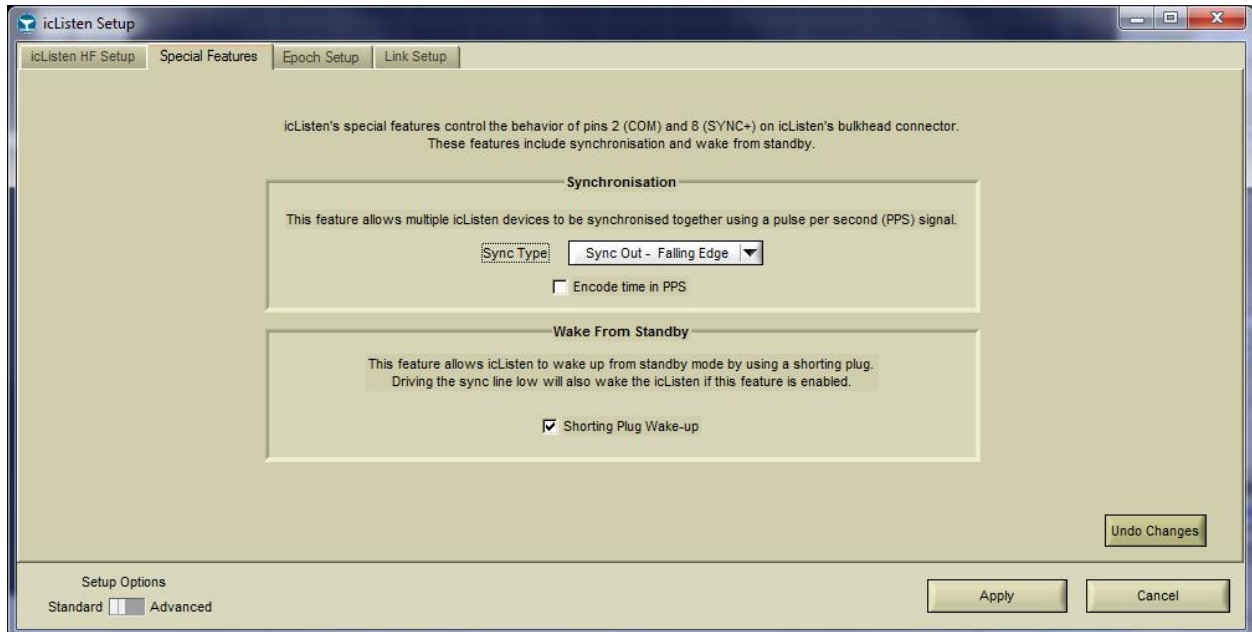 icListen Setup
icListen HF Setup Special Features Epoch Setup Link Setup
icListen's special features control the behavior of pins 2 (COM) and 8 (SYNC+) on icListen's bulkhead connector.
These features include synchronisation and wake from standby.
Synchronisation
This feature allows multiple icListen devices to be synchronised together using a pulse per second (PPS) signal.
Sync Type Sync Out - Falling Edge
Encode time in PPS
Wake From Standby
This feature allows icListen to wake up from standby mode by using a shorting plug.
Driving the sync line low will also wake the icListen if this feature is enabled.
Shorting Plug Wake-up
Undo Changes
Setup Options
Standard Advanced
Apply Cancel